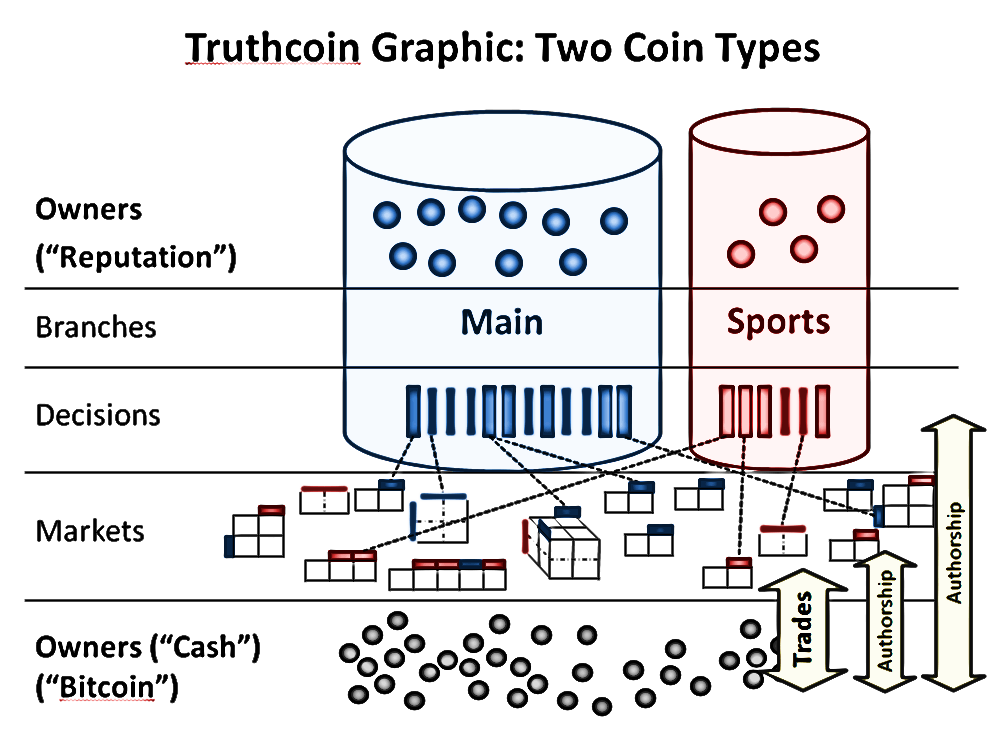 Truthcoin Graphic: Two Coin Types
Owners
(“Reputation”)
Branches
Main
Sports
Decisions
Markets
Authorship
Authorship
Trades
Owners (“Cash”)
(“Bitcoin”)